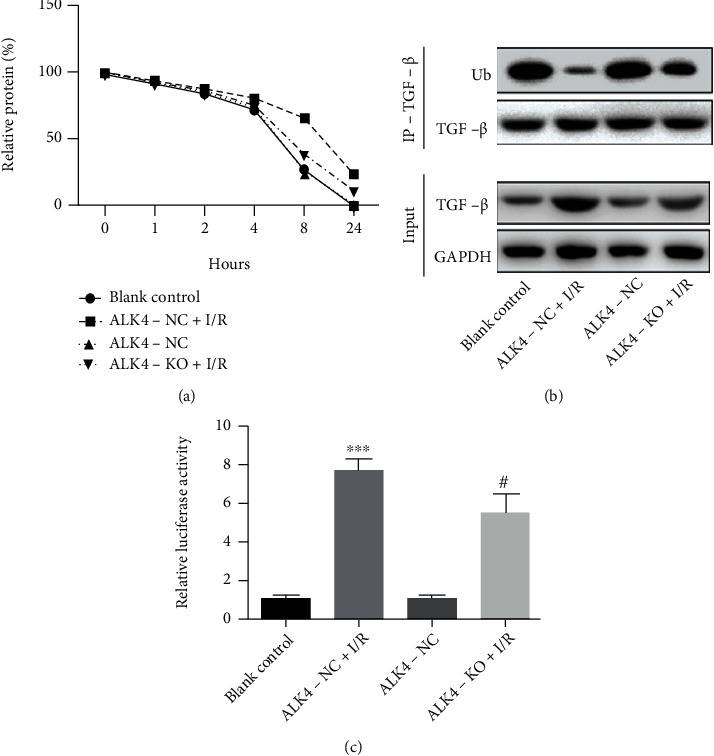 150
100
50
0
Relative protein (%)
0 1 2 4 8 24
Hours
Blank control
ALK4 – NC + I/R
ALK4 – NC
ALK4 – KO + I/R
(a)
IP – TGF – β
Ub
TGF –β
Input
TGF –β
GAPDH
Blank control
ALK4 – NC + I/R
ALK4 – NC
ALK4 – KO + I/R
(b)
10
8
6
4
2
0
Relative luciferase activity
***
#
Blank control
ALK4 – NC + I/R
ALK4 – NC
ALK4 – KO + I/R
(c)